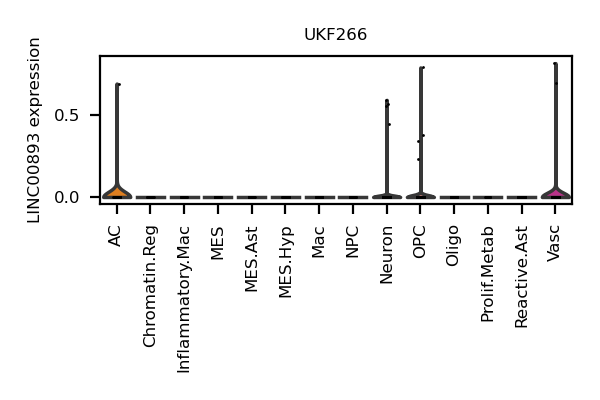 UKF266
LINC00893 expression
0.5
0.0
AC
Chromatin.Reg
Inflammatory.Mac
MES
MES.Ast
MES.Hyp
Mac
NPC
Neuron
OPC
Oligo
Prolif.Metab
Reactive.Ast
Vasc